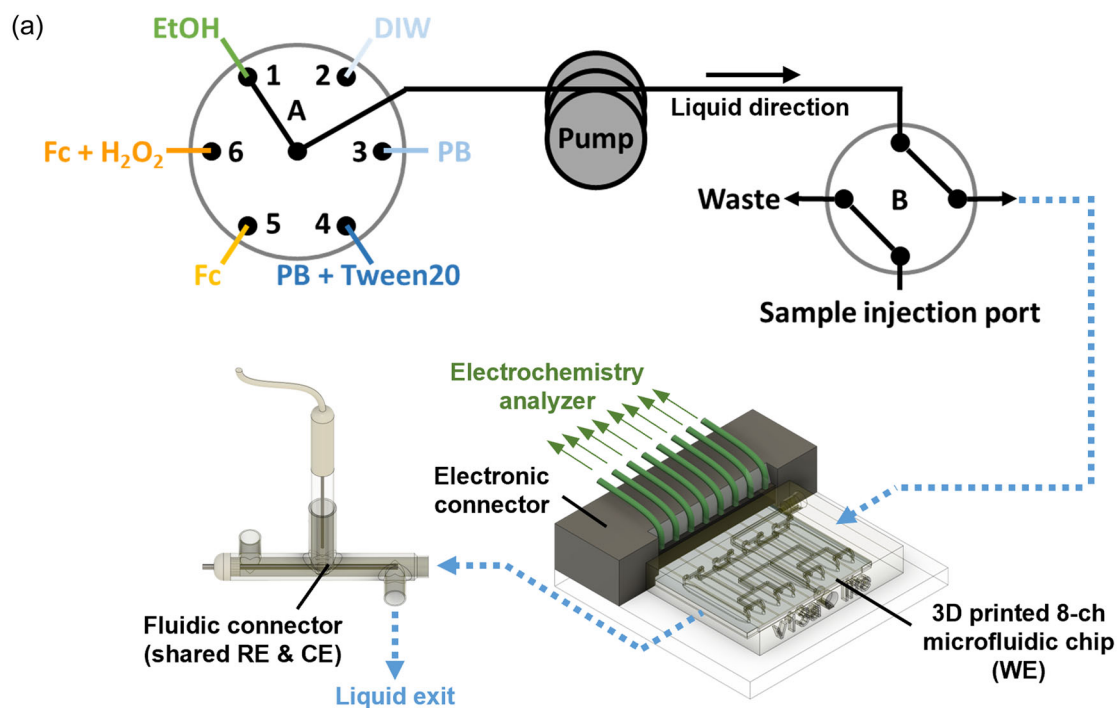 (a)
EtOH
DIW
1
2
A
Fc + H₂O₂
6
3
PB
5
4
Fc
PB + Tween20
Pump
Liquid direction
Waste
B
Sample injection port
Electrochemistry
analyzer
Electronic
connector
Fluidic connector
(shared RE & CE)
Liquid exit
3D printed 8-ch
microfluidic chip
(WE)